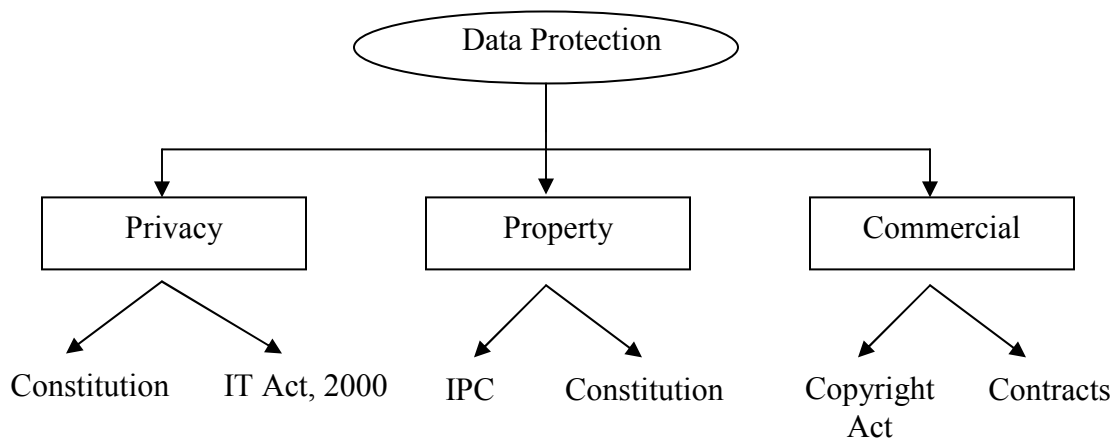 Data Protection
Privacy
Property
Commercial
Constitution
IT Act, 2000
IPC
Constitution
Copyright
Act
Contracts